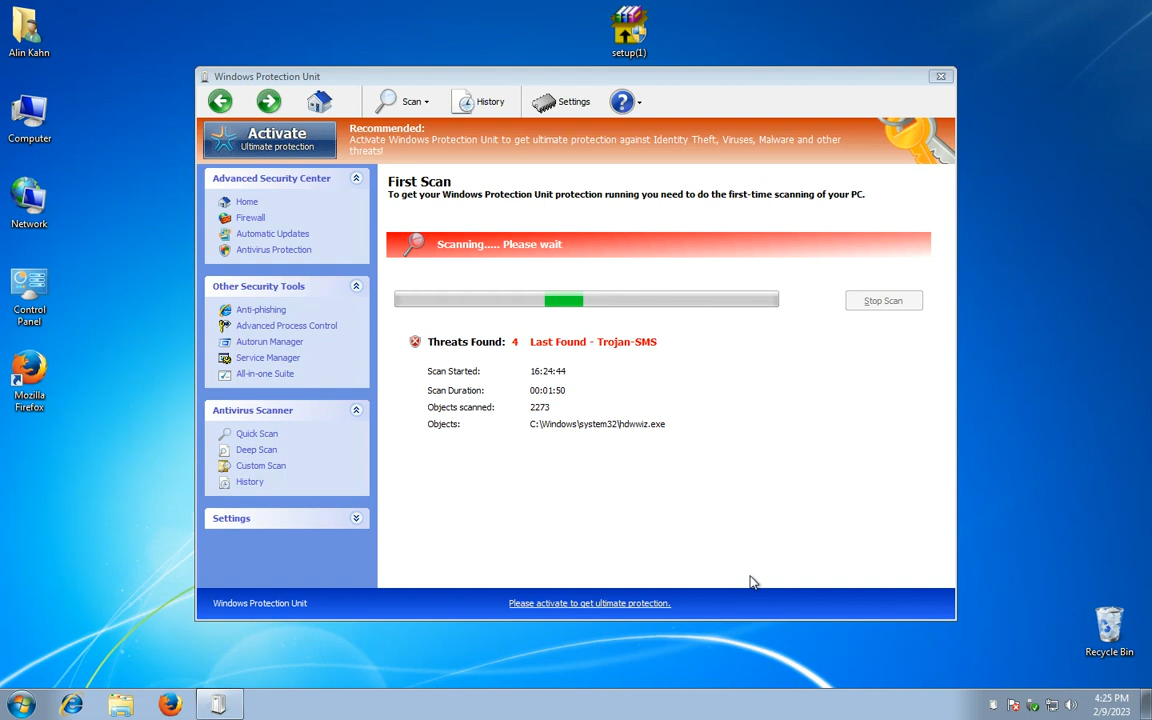 Alin Kahn
Computer
Network
Control
Panel
Mozilla
Firefox
setup(1)
Windows Protection Unit
Scan
History
Settings
?
Activate
Ultimate protection
Recommended:
Activate Windows Protection Unit to get ultimate protection against Identity Theft, Viruses, Malware and other
threats!
Advanced Security Center
Home
Firewall
Automatic Updates
Antivirus Protection
Other Security Tools
Anti-phishing
Advanced Process Control
Autorun Manager
Service Manager
All-in-one Suite
Antivirus Scanner
Quick Scan
Deep Scan
Custom Scan
History
Settings
First Scan
To get your Windows Protection Unit protection running you need to do the first-time scanning of your PC.
Scanning..... Please wait
Stop Scan
Threats Found: 4 Last Found - Trojan-SMS
Scan Started: 16:24:44
Scan Duration: 00:01:50
Objects scanned: 2273
Objects: C:\Windows\system32\hdwwiz.exe
Windows Protection Unit
Please activate to get ultimate protection.
Recycle Bin
4:25 PM
2/9/2023